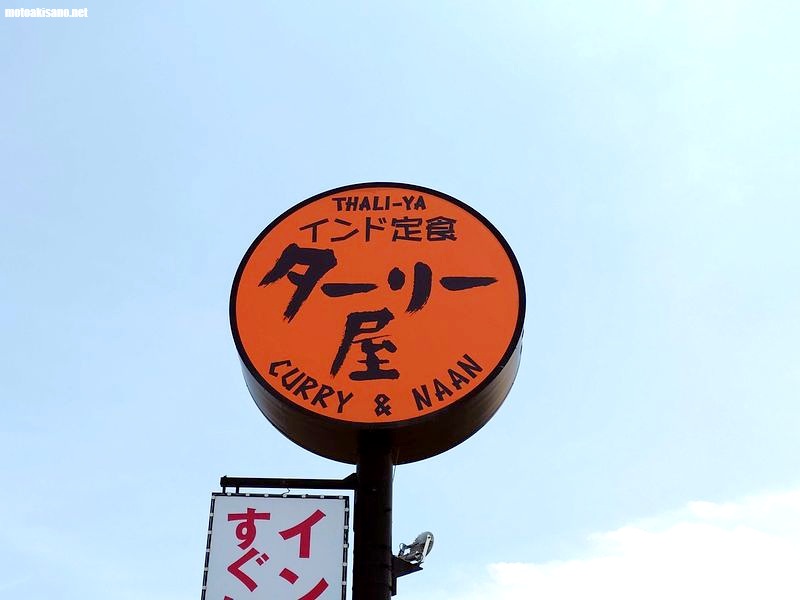 motoakisano.net
THALI-YA
インド定食
ターリー
屋
CURRY & NAAN
イン
すぐ